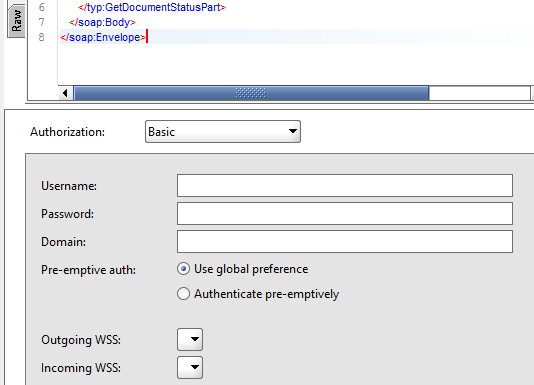 Raw
6 </typ:GetDocumentStatusPart>
7 </soap:Body>
8 </soap:Envelope>
Authorization: Basic
Username:
Password:
Domain:
Pre-emptive auth: Use global preference
Authenticate pre-emptively
Outgoing WSS:
Incoming WSS: